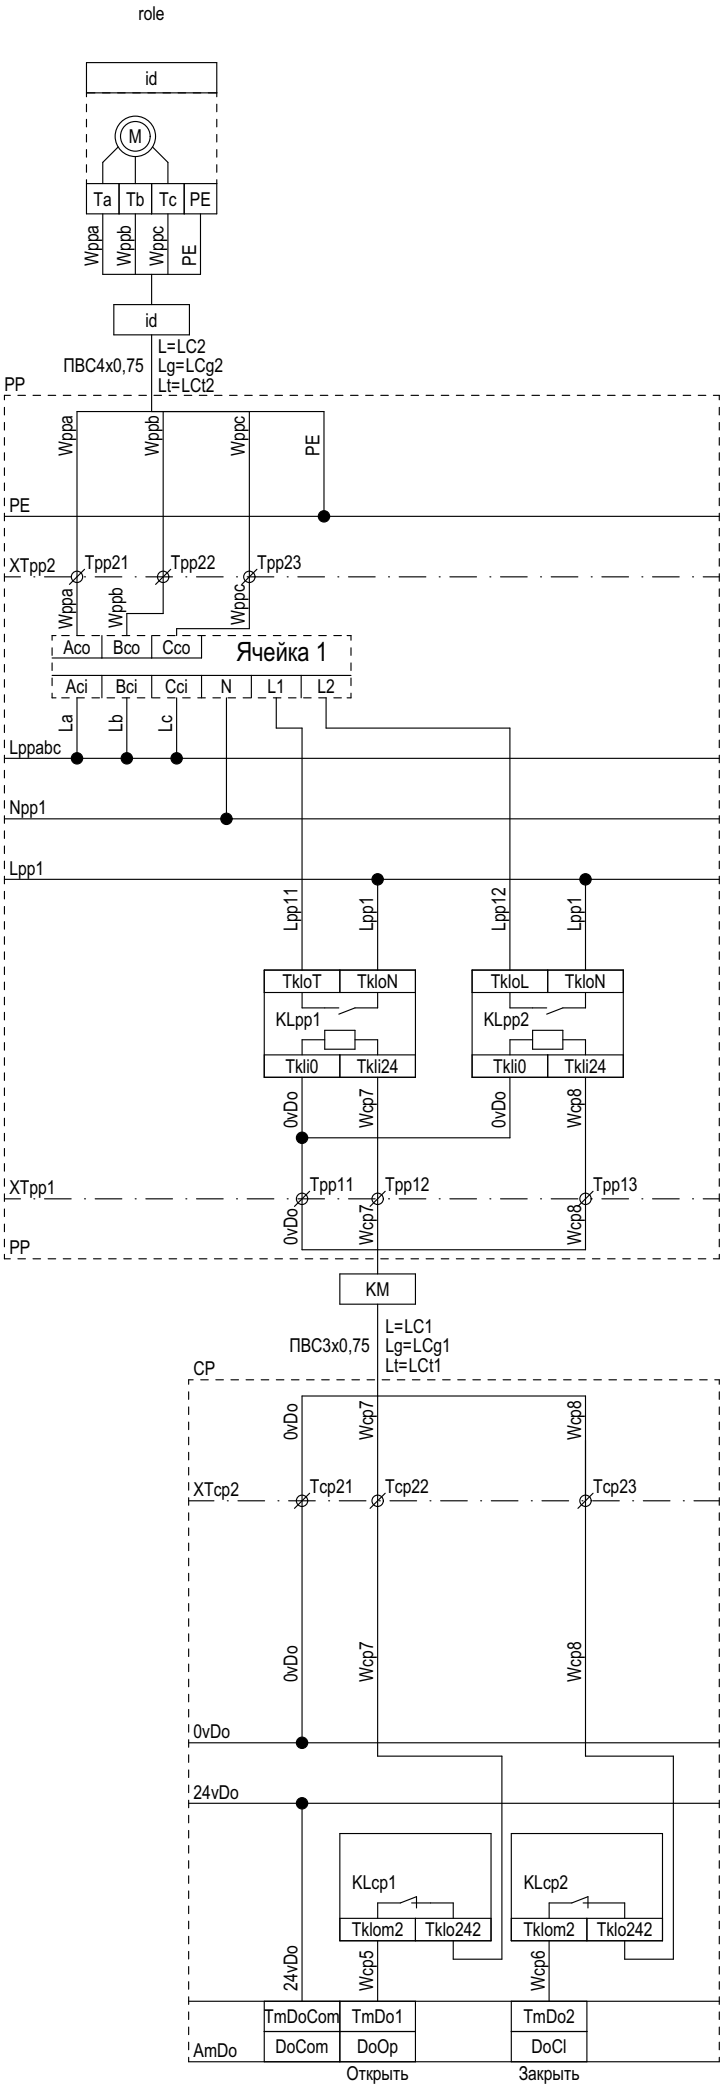 role
id
M
Ta Tb Tc PE
Wppa Wppb Wppc PE
id
L=LC2
ПВС4х0,75 Lg=LCg2
Lt=LCt2
PP
Wppa Wppb Wppc PE
PE
XTpp2 Tpp21 Tpp22 Tpp23
Wppa Wppb Wppc
Aco Bco Cco Ячейка 1
Aci Bci Cci N L1 L2
La Lb Lc
Lppabc
Npp1
Lpp1
Lpp11 Lpp1 Lpp12 Lpp1
TkloT TkloN TkloL TkloN
KLpp1 KLpp2
Tkli0 Tkli24 Tkli0 Tkli24
0vDo Wcp7 0vDo Wcp8
XTpp1 Tpp11 Tpp12 Tpp13
0vDo Wcp7 Wcp8
PP
KM
L=LC1
ПВС3х0,75 Lg=LCg1
Lt=LCt1
CP
0vDo Wcp7 Wcp8
XTcp2 Tcp21 Tcp22 Tcp23
0vDo Wcp7 Wcp8
0vDo
24vDo
KLcp1 KLcp2
Tklom2 Tklo242 Tklom2 Tklo242
24vDo Wcp5 Wcp6
TmDoCom TmDo1 TmDo2
AmDo DoCom DoOp DoCl
Открыть Закрыть